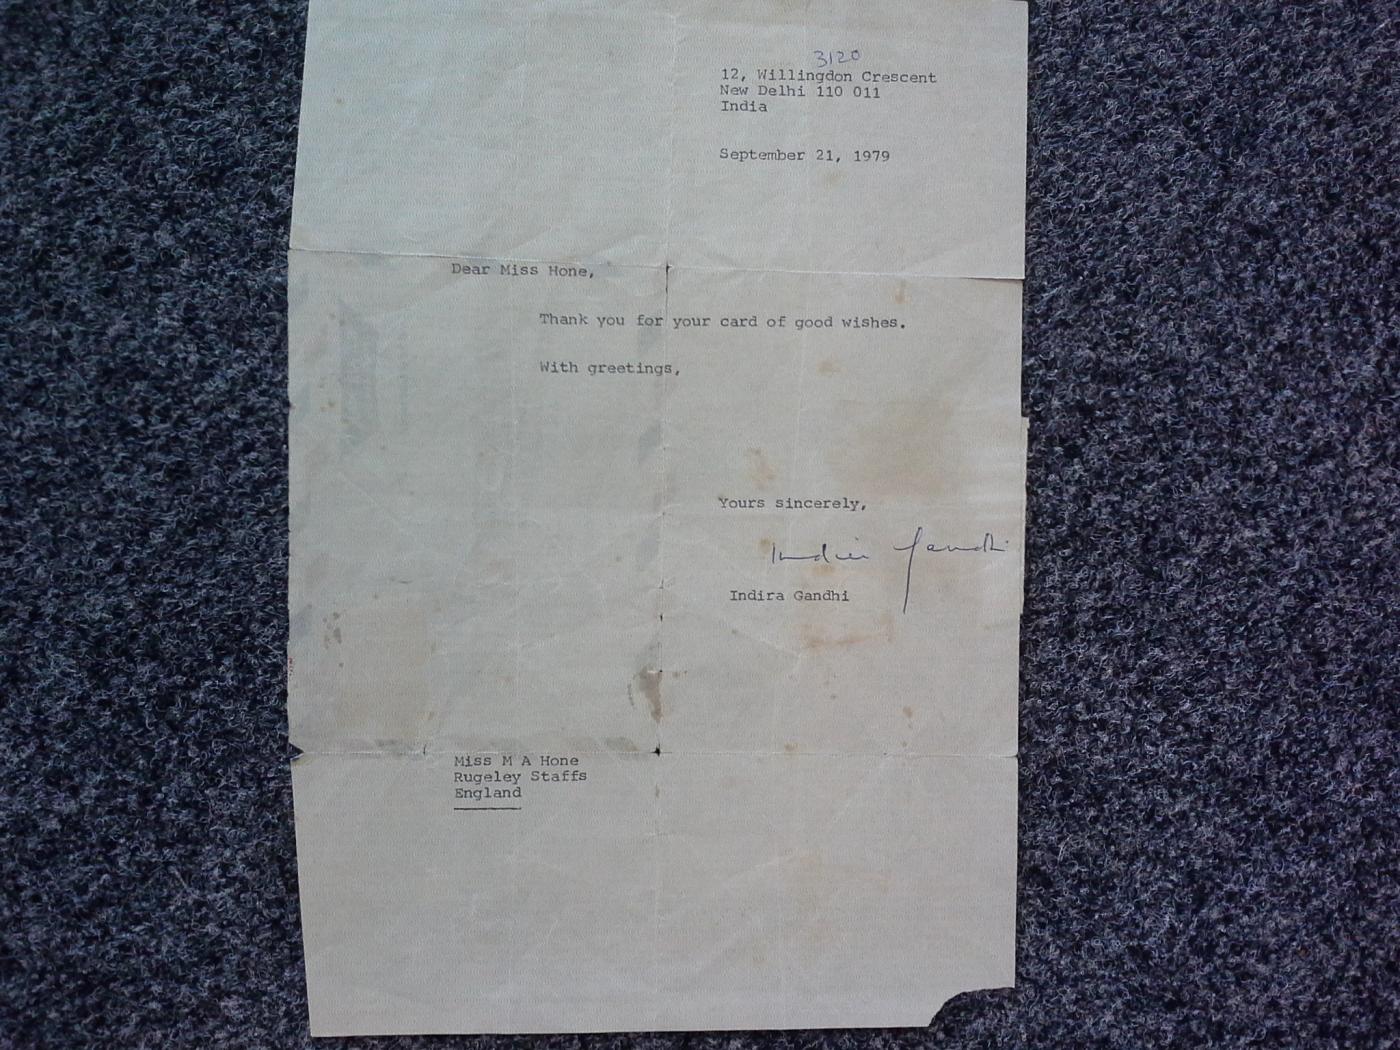 3120
12, Willingdon Crescent
New Delhi 110 011
India
September 21, 1979
Dear Miss Hone,
Thank you for your card of good wishes.
With greetings,
Yours sincerely,
Indira Gandhi
Indira Gandhi
Miss M A Hone
Rugeley Staffs
England